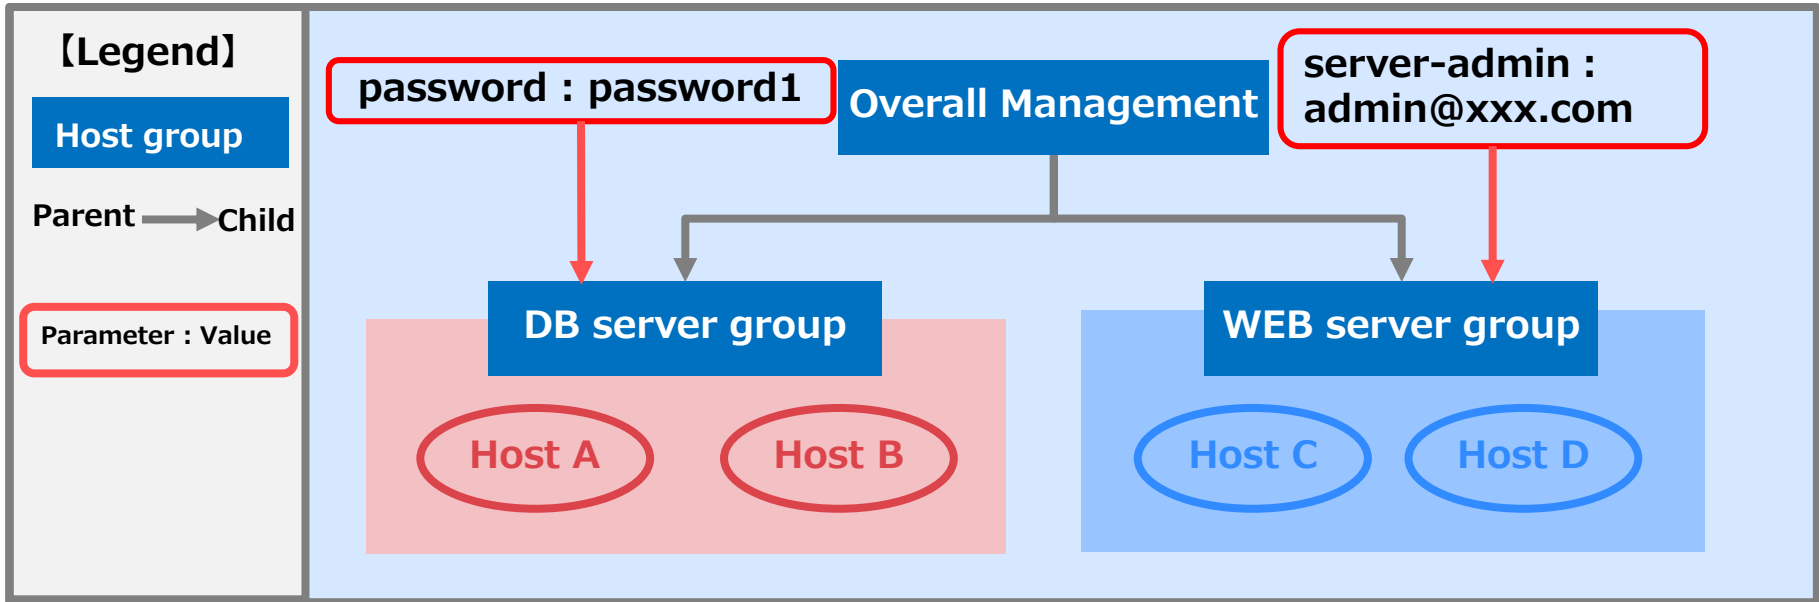 【Legend】
Host group
Parent
Child
Parameter : Value
password : password1
Overall Management
server-admin :
admin@xxx.com
DB server group
WEB server group
Host A
Host B
Host C
Host D